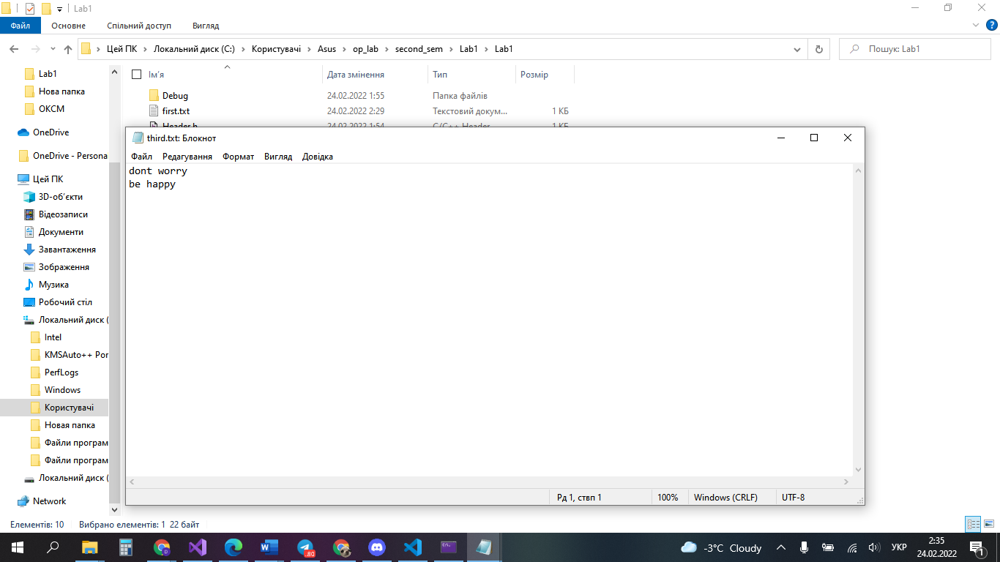 Lab1
Файл Основне Спільний доступ Вигляд
Цей ПК Локальний диск (C:) Користувачі Asus op_lab second_sem Lab1 Lab1
Пошук: Lab1
Lab1
Нова папка
ОКСМ
OneDrive
OneDrive - Persona
Цей ПК
3D-об'єкти
Відеозаписи
Документи
Завантаження
Зображення
Музика
Робочий стіл
Локальний диск (
Intel
KMSAuto++ Por
PerfLogs
Windows
Користувачі
Новая папка
Файли програм
Файли програм
Локальний диск (
Network
Ім'я Дата змінення Тип Розмір
Debug 24.02.2022 1:55 Папка файлів
first.txt 24.02.2022 2:29 Текстовий докум... 1 КБ
Header.h 24.02.2022 1:54 C/C++ Header 1 КБ
third.txt: Блокнот
Файл Редагування Формат Вигляд Довідка
dont worry
be happy
Рд 1, ствп 1 100% Windows (CRLF) UTF-8
Елементів: 10 Вибрано елементів: 1 22 байт
80
-3°C Cloudy
УКР
2:35
24.02.2022
1